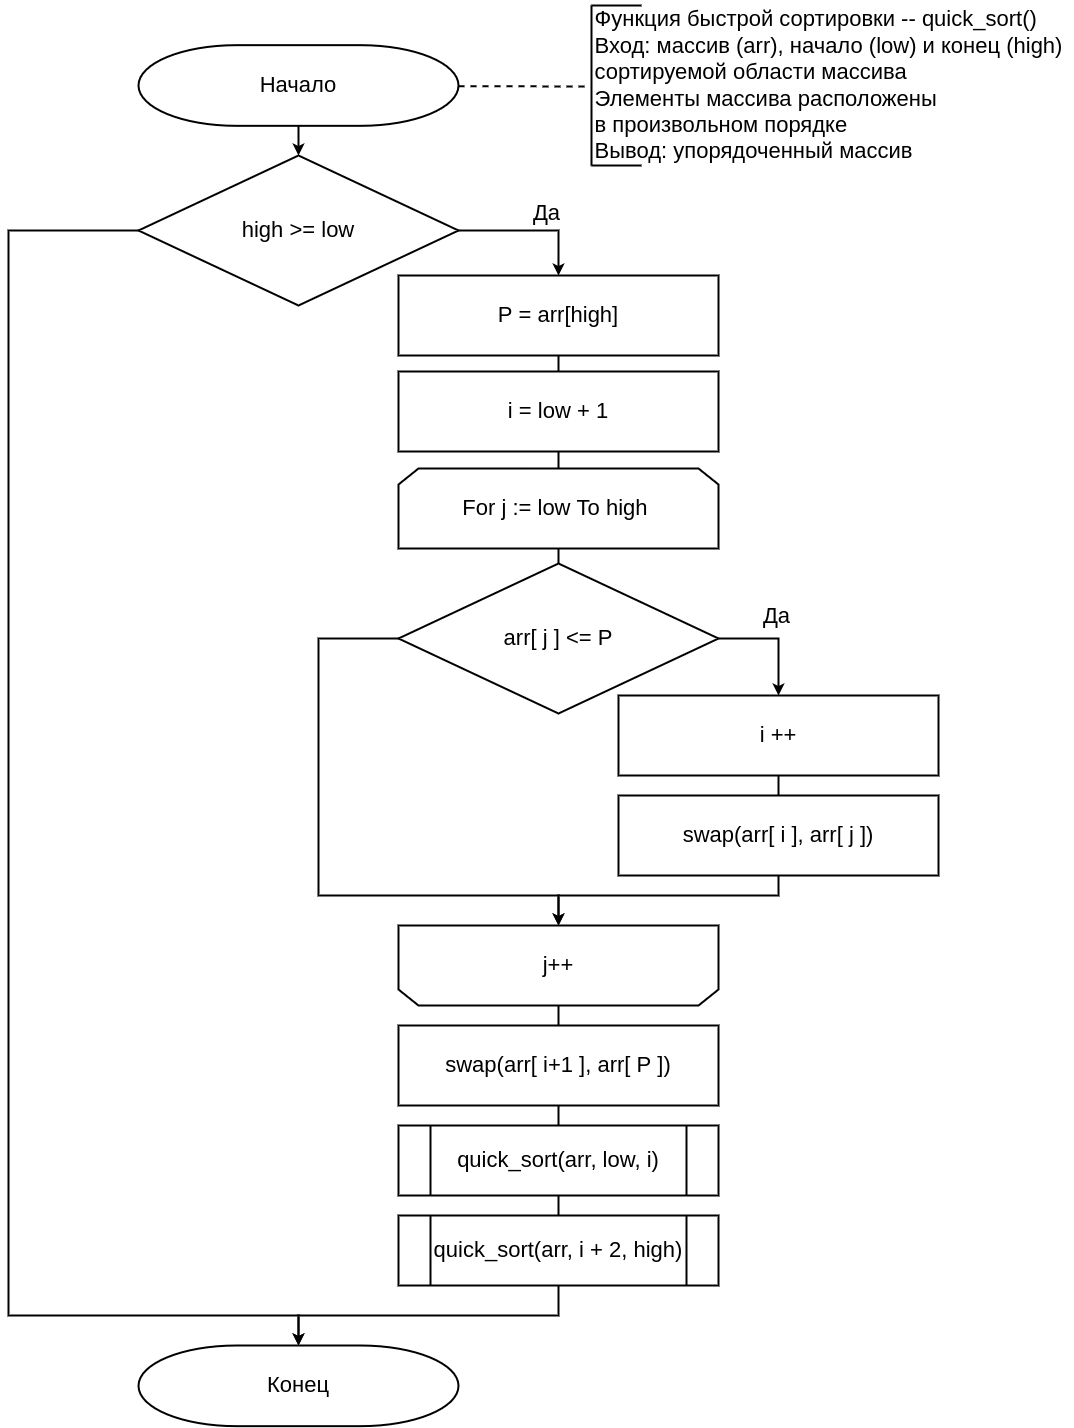 Функция быстрой сортировки -- quick_sort()
Вход: массив (arr), начало (low) и конец (high)
сортируемой области массива
Элементы массива расположены
в произвольном порядке
Вывод: упорядоченный массив
Начало
high >= low
Да
P = arr[high]
i = low + 1
For j := low To high
arr[ j ] <= P
Да
i ++
swap(arr[ i ], arr[ j ])
j++
swap(arr[ i+1 ], arr[ P ])
quick_sort(arr, low, i)
quick_sort(arr, i + 2, high)
Конец